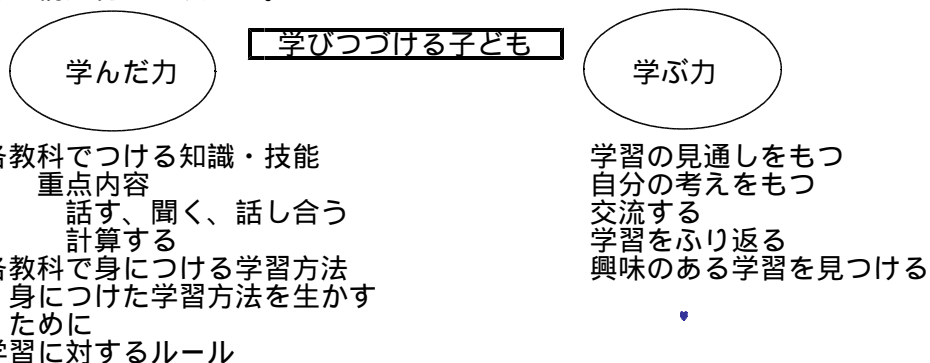 学びつづける子ども
学んだ力
学ぶ力
各教科でつける知識・技能
重点内容
話す、聞く、話し合う
計算する
各教科で身につける学習方法
身につけた学習方法を生かす
ために
学習に対するルール
学習の見通しをもつ
自分の考えをもつ
交流する
学習をふり返る
興味のある学習を見つける